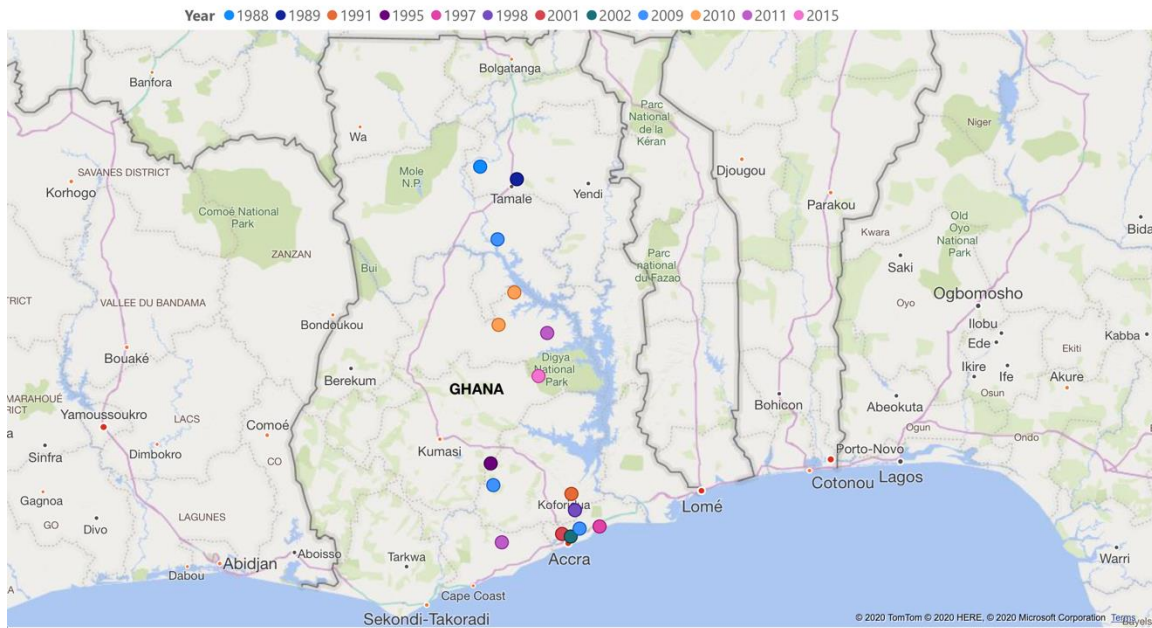 Year 1988 1989 1991 1995 1997 1998 2001 2002 2009 2010 2011 2015
Banfora
Bolgatanga
Parc
National
de la
Kéran
Niger
Wa
Mole
N.P.
Djougou
SAVANES DISTRICT
Korhogo
Tamale
Yendi
Parakou
Comoé National
Park
Old
Oyo
National
Park
Kwara
Bida
ZANZAN
Bui
Parc
national
du Fazao
Saki
Oyo
Ogbomosho
TRICT
VALLEE DU BANDAMA
Bondoukou
Ilobu
Ede
Kabba
Bouaké
Digya
National
Park
Ekiti
Berekum
GHANA
Ikire
Ife
Akure
MARAHOUÉ
RICT
Osun
Bohicon
Abeokuta
Yamoussoukro
LACS
Comoé
Ogun
Ondo
Sinfra
Dimbokro
CO
Kumasi
Porto-Novo
Lagos
Cotonou
Gagnoa
GO
Divo
LAGUNES
Lomé
Aboisso
Tarkwa
Accra
Warri
Dabou
Abidjan
Cape Coast
Sekondi-Takoradi
© 2020 TomTom © 2020 HERE, © 2020 Microsoft Corporation Terms